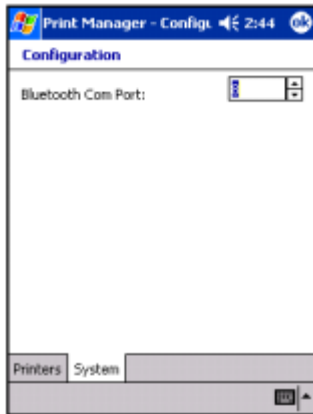 Print Manager - Configu 2:44 ok
Configuration
Bluetooth Com Port:
Printers System